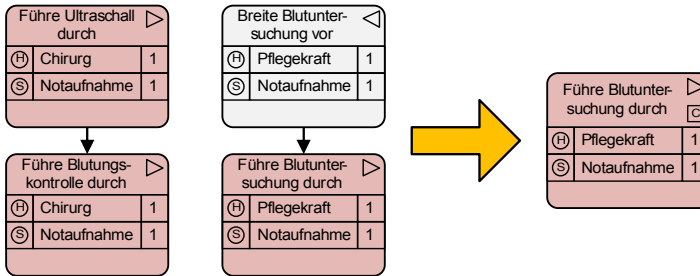 Führe Ultraschall
durch
H Chirurg 1
S Notaufnahme 1
Breite Blutunter-
suchung vor
H Pflegekraft 1
S Notaufnahme 1
Führe Blutungs-
kontrolle durch
H Chirurg 1
S Notaufnahme 1
Führe Blutunter-
suchung durch
H Pflegekraft 1
S Notaufnahme 1
Führe Blutunter-
suchung durch
C
H Pflegekraft 1
S Notaufnahme 1